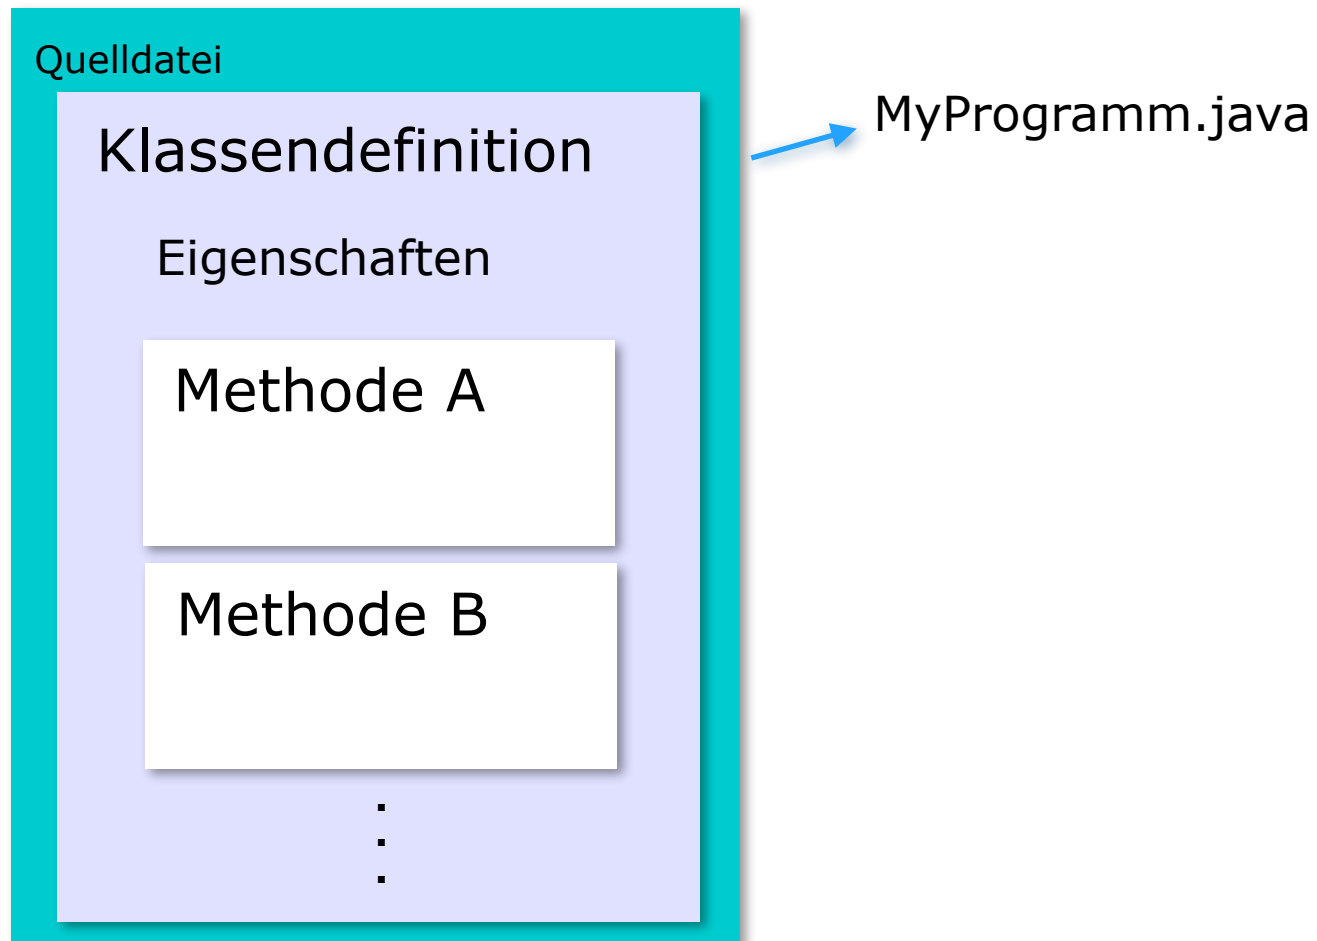 Quelldatei
MyProgramm.java
Klassendefinition
Eigenschaften
Methode A
Methode B
.
.
.